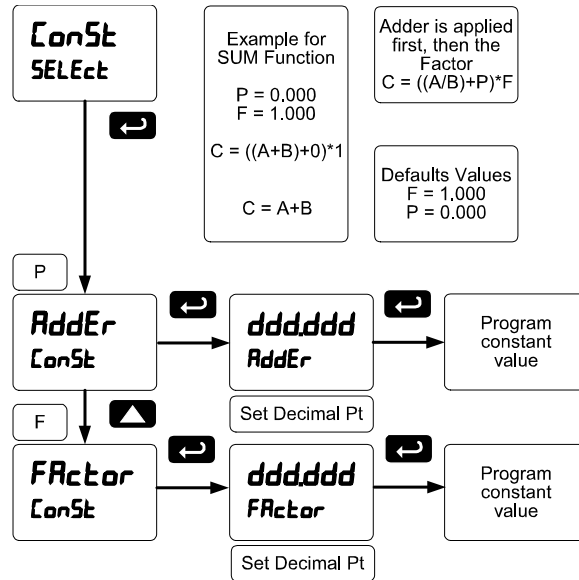 ConSt
SELEct
Example for
SUM Function
P = 0.000
F = 1.000
C = ((A+B)+0)*1
C = A+B
Adder is applied
first, then the
Factor
C = ((A/B)+P)*F
Defaults Values
F = 1.000
P = 0.000
P
AddEr
ConSt
ddd.ddd
AddEr
Set Decimal Pt
Program
constant
value
F
FActor
ConSt
ddd.ddd
FActor
Set Decimal Pt
Program
constant
value